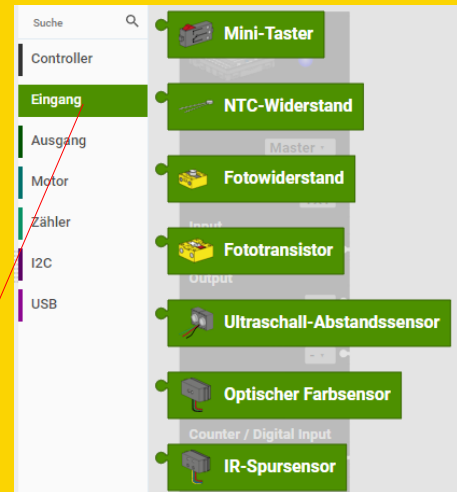 Suche
Controller
Eingang
Ausgang
Motor
Zähler
I2C
USB
Mini-Taster
NTC-Widerstand
Master
Fotowiderstand
Input
Fototransistor
Output
Ultraschall-Abstandssensor
Optischer Farbsensor
Counter / Digital Input
IR-Spursensor